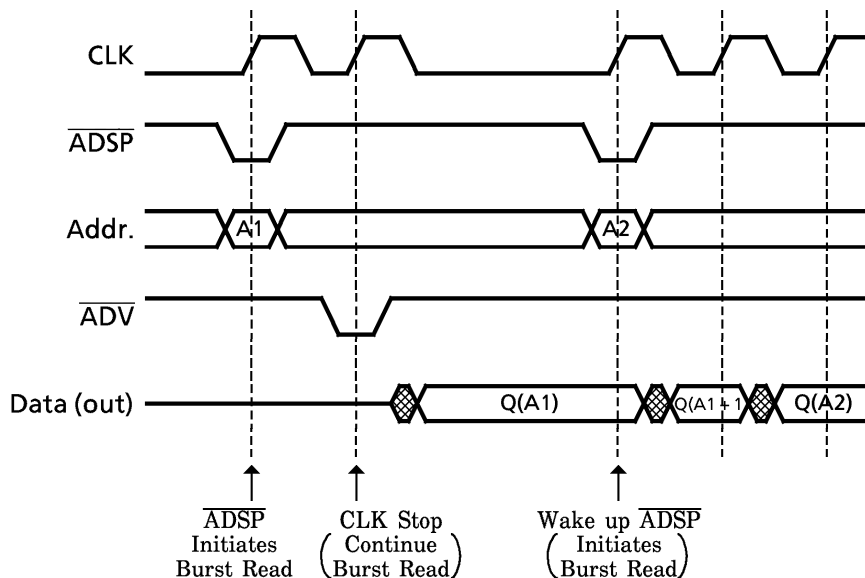 CLK
ADSP
Addr.
A1
A2
ADV
Data (out)
Q(A1)
Q(A1 + 1
Q(A2)
ADSP
Initiates
Burst Read
CLK Stop
(Continue
Burst Read)
Wake up ADSP
(Initiates
Burst Read)